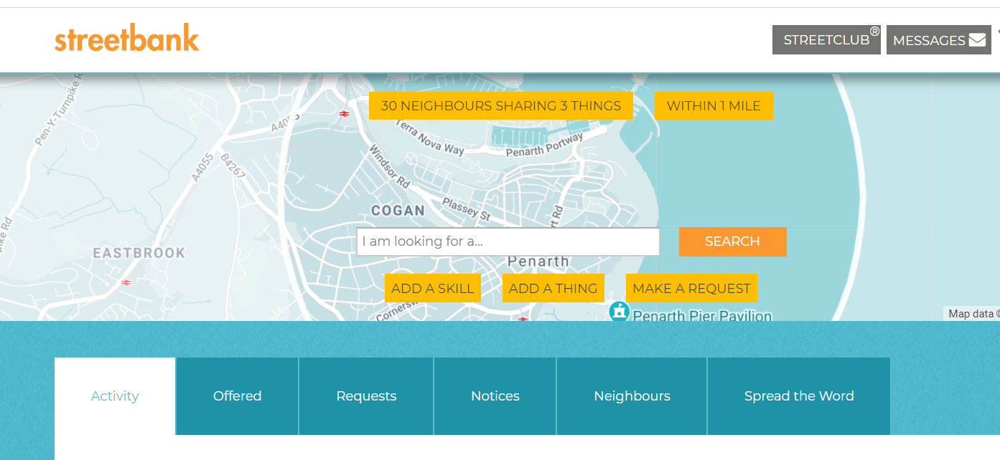 streetbank
STREETCLUB®
MESSAGES
30 NEIGHBOURS SHARING 3 THINGS
WITHIN 1 MILE
Pen-Y-Turnpike R
A4055
B4267
Terra Nova Way
Penarth Portway
Windsor Rd
Plassey St
COGAN
rt Rd
ke Rd
EASTBROOK
I am looking for a...
SEARCH
Penarth
ADD A SKILL
ADD A THING
MAKE A REQUEST
Cornersw
Penarth Pier Pavilion
Map data ©
Activity
Offered
Requests
Notices
Neighbours
Spread the Word